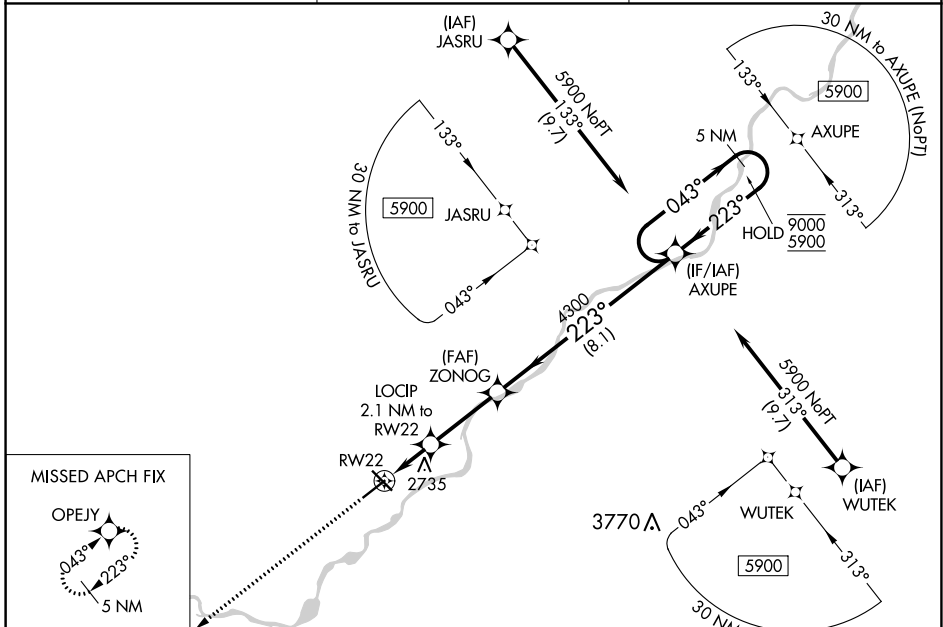 (IAF)
JASRU
5900 NoPT
133°
(9.7)
30 NM to AXUPE (NoPT)
133°
5900
AXUPE
313°
133°
5900
JASRU
30 NM to JASRU
043°
5 NM
043°
223°
HOLD
9000
5900
(IF/IAF)
AXUPE
4300
223°
(8.1)
(FAF)
ZONOG
LOCIP
2.1 NM to
RW22
RW22
2735
5900 NoPT
313°
(9.7)
(IAF)
WUTEK
WUTEK
3770
043°
313°
5900
30 NM
MISSED APCH FIX
OPEJY
043°
223°
5 NM